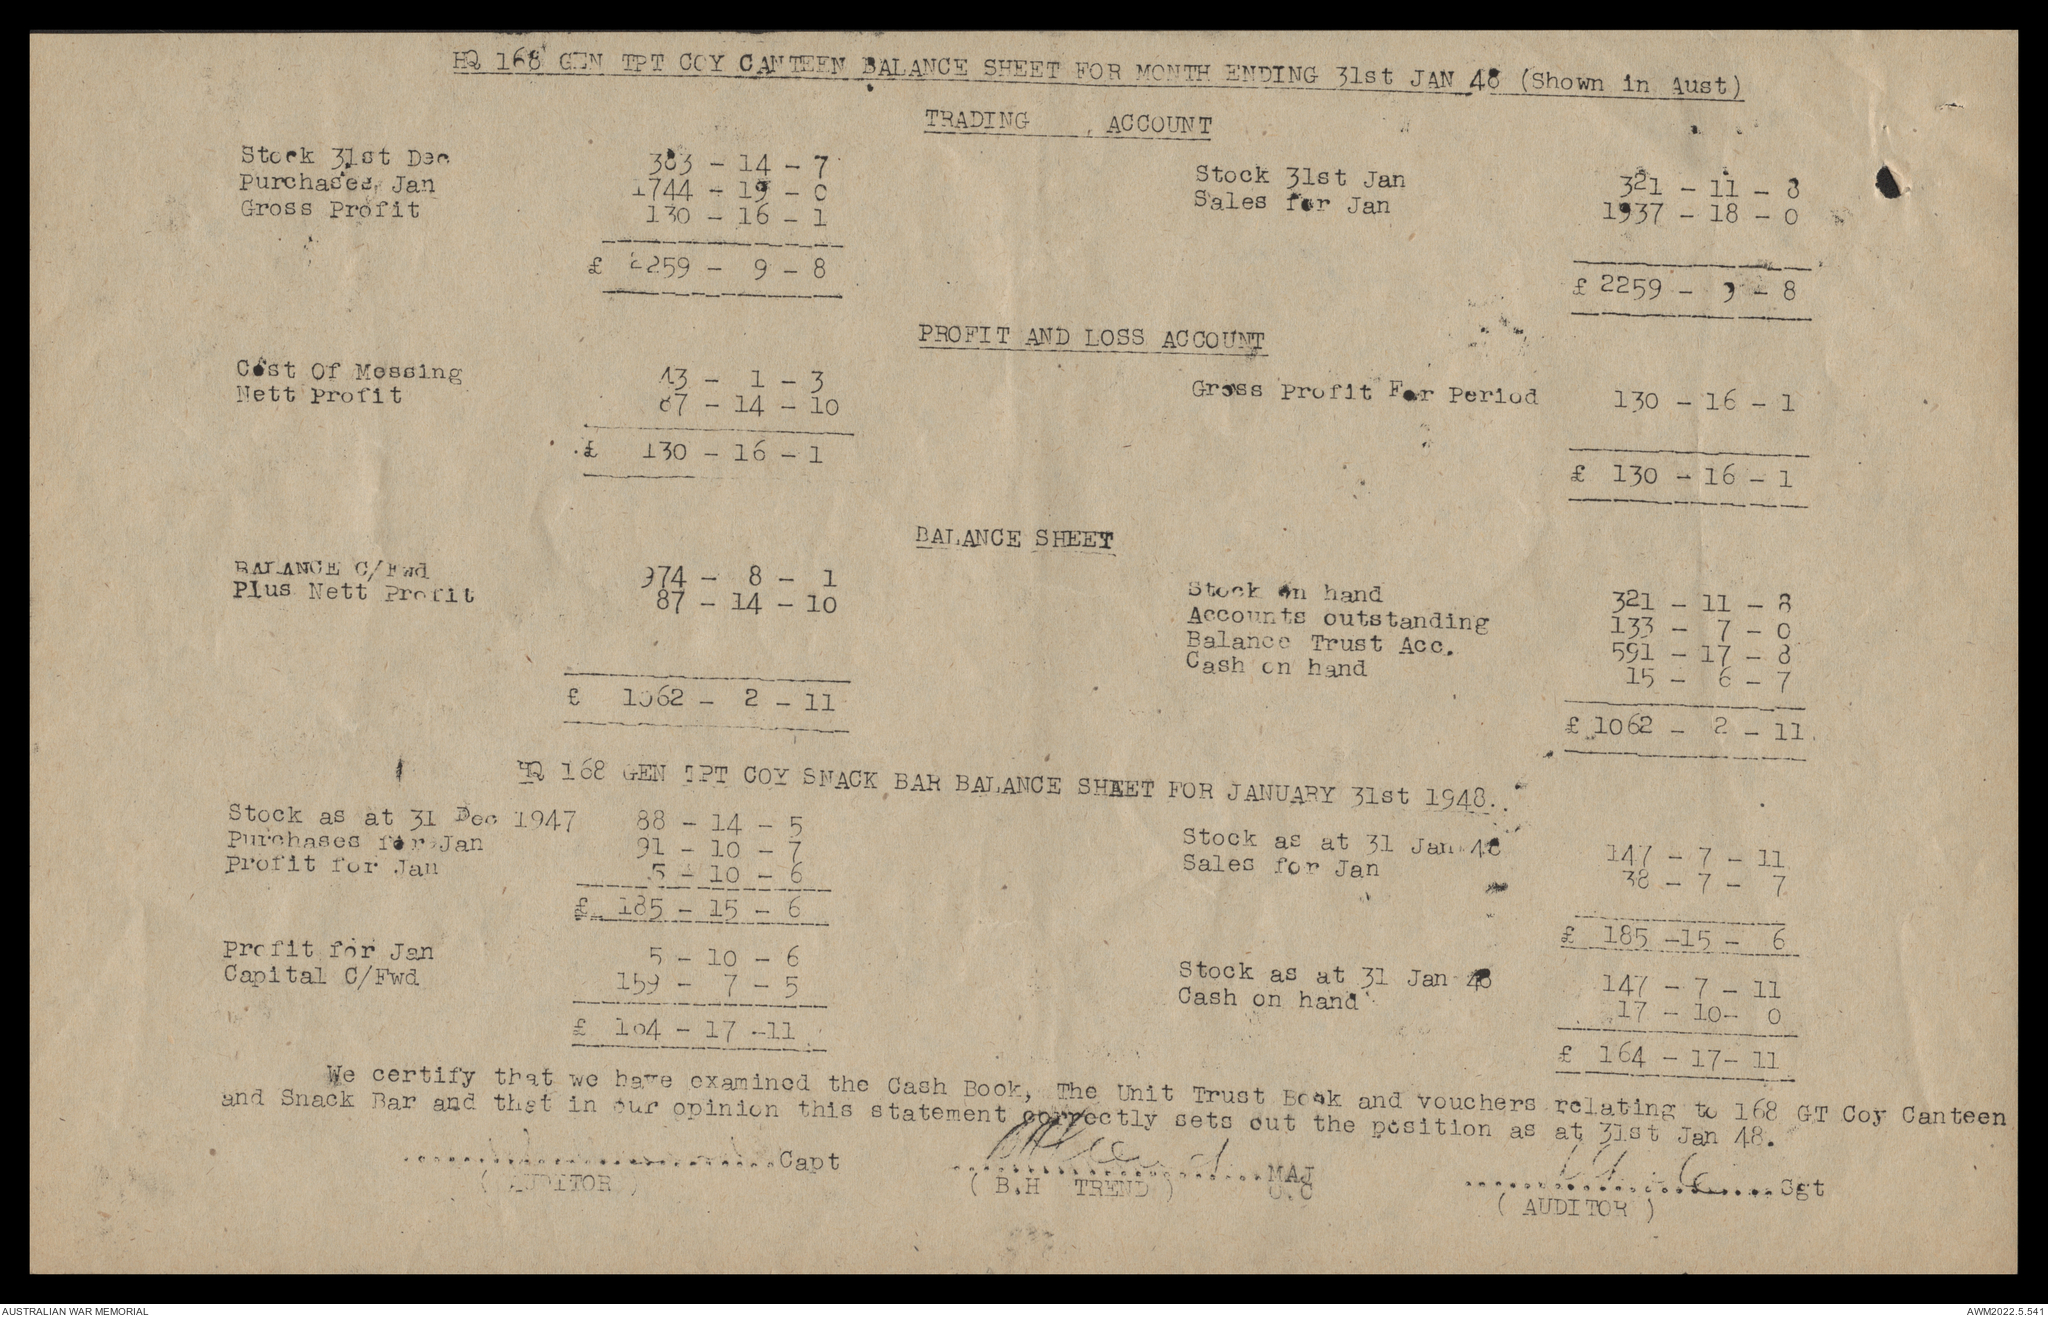 HQ 168 GEN TPT COY CANTEEN BALANCE SHEET FOR MONTH ENDING 31st JAN 48 (Shown in Aust)
TRADING ACCOUNT
Stock 31st Dec 383 - 14 - 7
Purchases, Jan 1744 - 19 - 0
Gross Profit 130 - 16 - 1
£ 2259 - 9 - 8
Stock 31st Jan 321 - 11 - 8
Sales for Jan 1937 - 18 - 0
£ 2259 - 9 - 8
PROFIT AND LOSS ACCOUNT
Cost Of Messing 43 - 1 - 3
Nett Profit 87 - 14 - 10
£ 130 - 16 - 1
Gross Profit For Period 130 - 16 - 1
£ 130 - 16 - 1
BALANCE SHEET
BALANCE C/Fwd 974 - 8 - 1
Plus Nett Profit 87 - 14 - 10
£ 1062 - 2 - 11
Stock on hand 321 - 11 - 8
Accounts outstanding 133 - 7 - 0
Balance Trust Acc. 591 - 17 - 8
Cash on hand 15 - 6 - 7
£ 1062 - 2 - 11
HQ 168 GEN TPT COY SNACK BAR BALANCE SHEET FOR JANUARY 31st 1948..
Stock as at 31 Dec 1947 88 - 14 - 5
Purchases for Jan 91 - 10 - 7
Profit for Jan 5 - 10 - 6
£ 185 - 15 - 6
Stock as at 31 Jan 48 147 - 7 - 11
Sales for Jan 38 - 7 - 7
£ 185 -15 - 6
Profit for Jan 5 - 10 - 6
Capital C/Fwd 159 - 7 - 5
£ 164 - 17 -11
Stock as at 31 Jan 48 147 - 7 - 11
Cash on hand 17 - 10- 0
£ 164 - 17- 11
We certify that we have examined the Cash Book, The Unit Trust Book and vouchers relating to 168 GT Coy Canteen
and Snack Bar and that in our opinion this statement correctly sets out the position as at 31st Jan 48.
Capt
( AUDITOR )
MAJ
( B.H TREND ) O.C
Sgt
( AUDITOR )
AUSTRALIAN WAR MEMORIAL
AWM2022.5.541